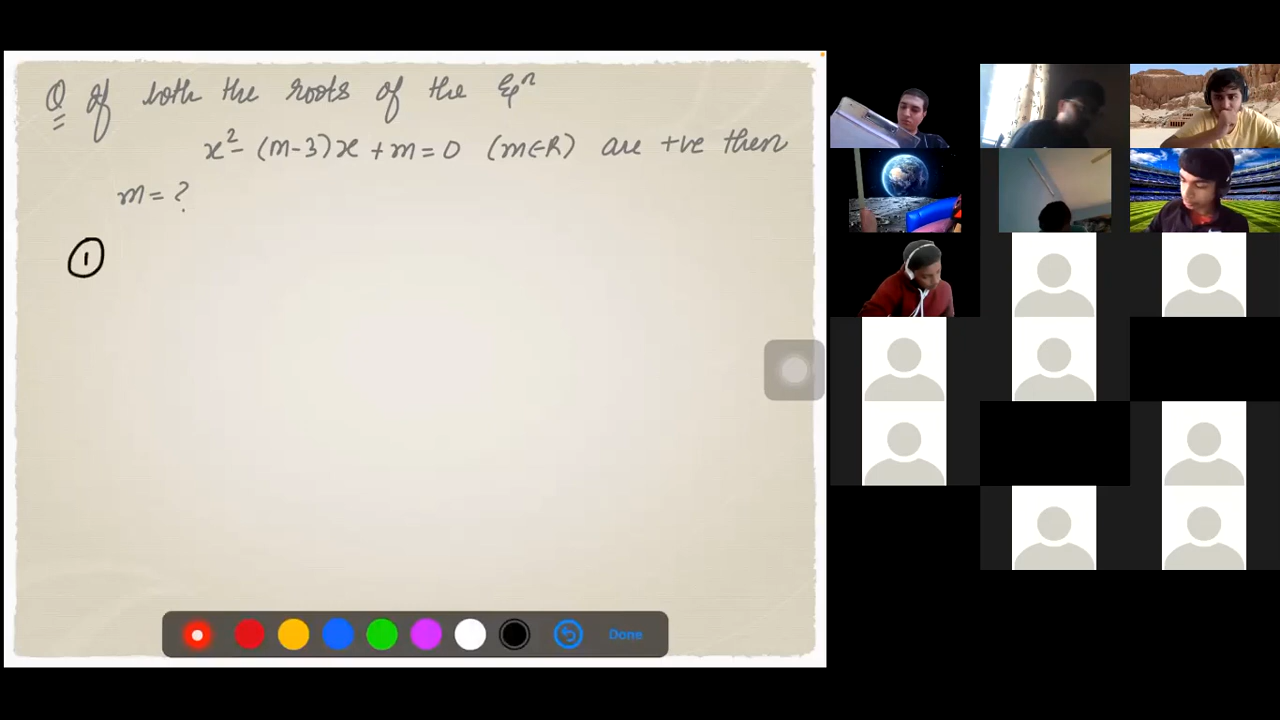 Q If both the roots of the Eqⁿ
x² - (m-3)x + m = 0 (m∈R) are +ve then
m = ?
①
Done